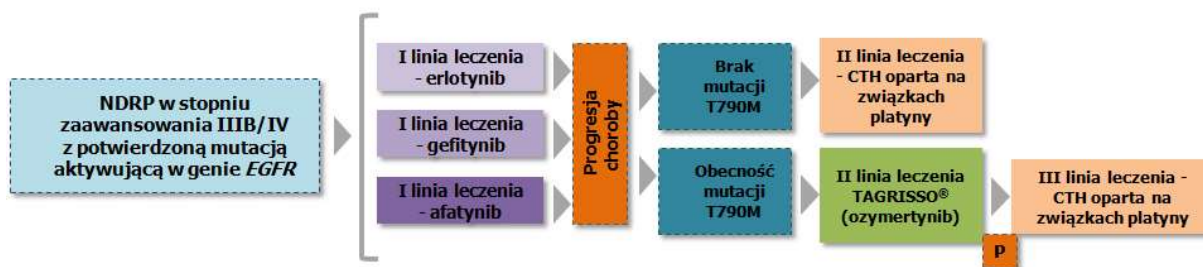 NDRP w stopniu
zaawansowania IIIB/IV
z potwierdzoną mutacją
aktywującą w genie EGFR
I linia leczenia
- erlotynib
I linia leczenia
- gefitynib
I linia leczenia
- afatynib
Progresja
choroby
Brak
mutacji
T790M
Obecność
mutacji
T790M
II linia leczenia
- CTH oparta na
związkach
platyny
II linia leczenia
TAGRISSO®
(ozymertynib)
P
III linia leczenia -
CTH oparta na
związkach platyny